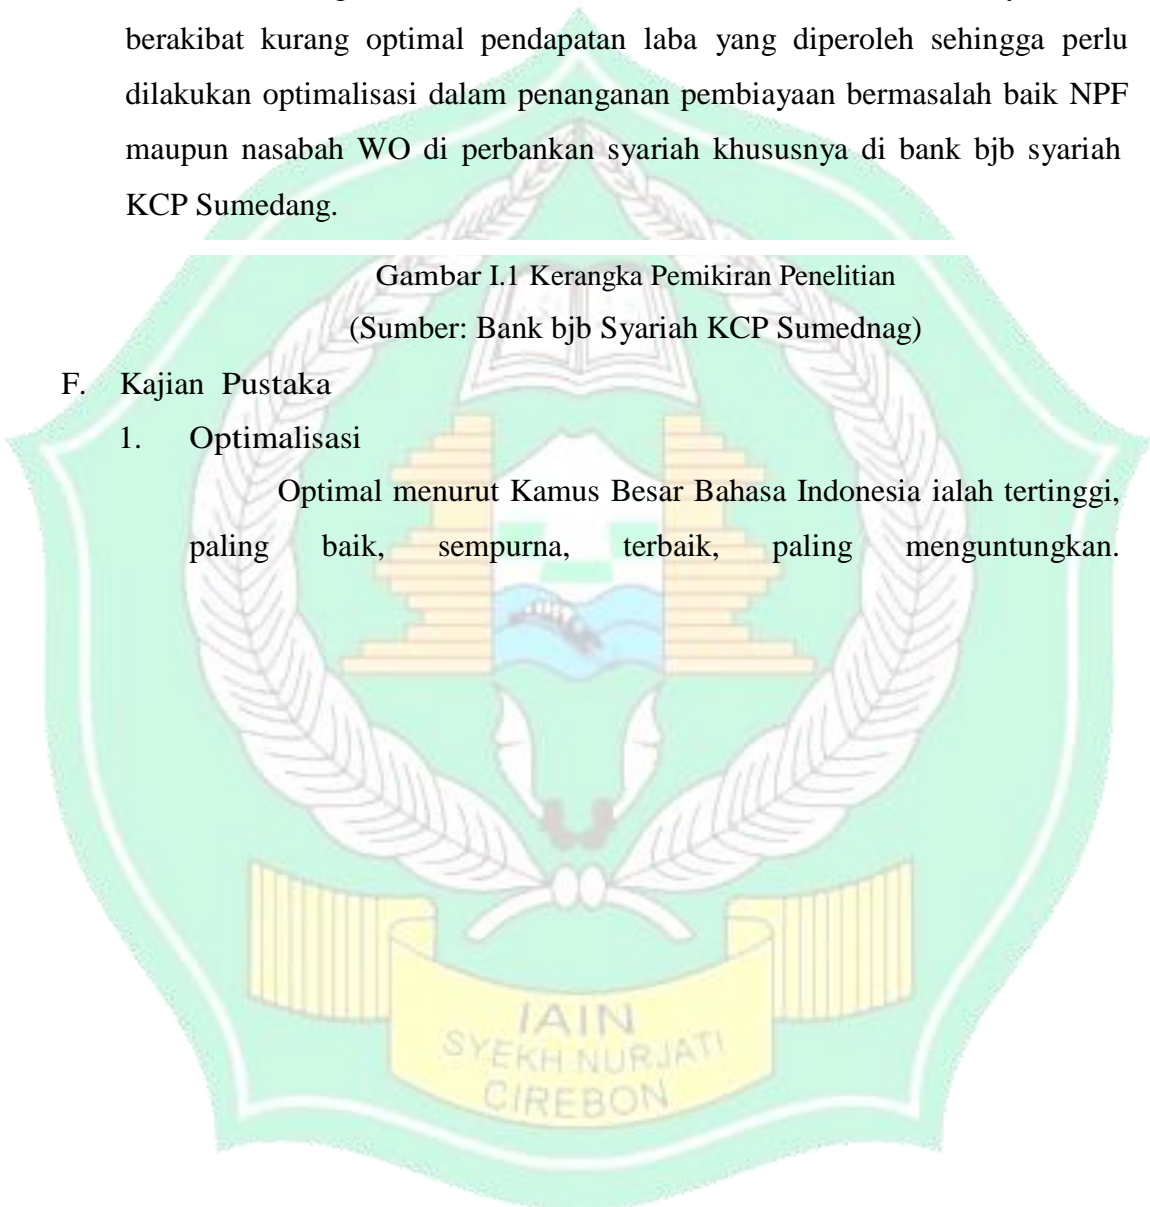 berakibat kurang optimal pendapatan laba yang diperoleh sehingga perlu
dilakukan optimalisasi dalam penanganan pembiayaan bermasalah baik NPF
maupun nasabah WO di perbankan syariah khususnya di bank bjb syariah
KCP Sumedang.
Gambar I.1 Kerangka Pemikiran Penelitian
(Sumber: Bank bjb Syariah KCP Sumednag)
F. Kajian Pustaka
1. Optimalisasi
Optimal menurut Kamus Besar Bahasa Indonesia ialah tertinggi,
paling baik, sempurna, terbaik, paling menguntungkan.
IAIN
SYEKH NURJATI
CIREBON